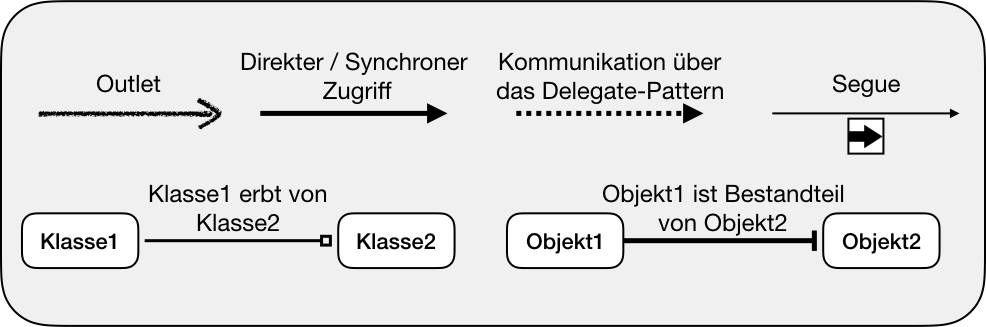 Outlet
Direkter / Synchroner
Zugriff
Kommunikation über
das Delegate-Pattern
Segue
Klasse1 erbt von
Klasse2
Klasse1
Klasse2
Objekt1 ist Bestandteil
von Objekt2
Objekt1
Objekt2